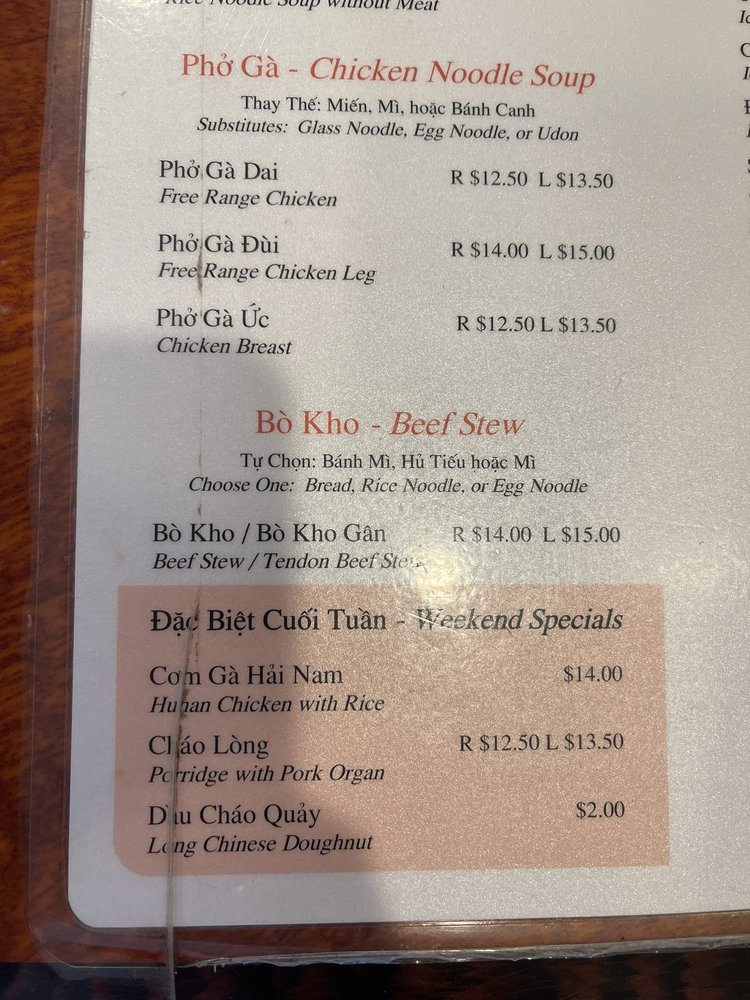 Rice Noodle Soup without Meat
Phở Gà - Chicken Noodle Soup
Thay Thế: Miến, Mì, hoặc Bánh Canh
Substitutes: Glass Noodle, Egg Noodle, or Udon
Phở Gà Dai R $12.50 L $13.50
Free Range Chicken
Phở Gà Đùi R $14.00 L $15.00
Free Range Chicken Leg
Phở Gà Ức R $12.50 L $13.50
Chicken Breast
Bò Kho - Beef Stew
Tự Chọn: Bánh Mì, Hủ Tiếu hoặc Mì
Choose One: Bread, Rice Noodle, or Egg Noodle
Bò Kho / Bò Kho Gân R $14.00 L $15.00
Beef Stew / Tendon Beef Stew
Đặc Biệt Cuối Tuần - Weekend Specials
Cơm Gà Hải Nam $14.00
Hunan Chicken with Rice
Cháo Lòng R $12.50 L $13.50
Porridge with Pork Organ
Dầu Cháo Quảy $2.00
Long Chinese Doughnut